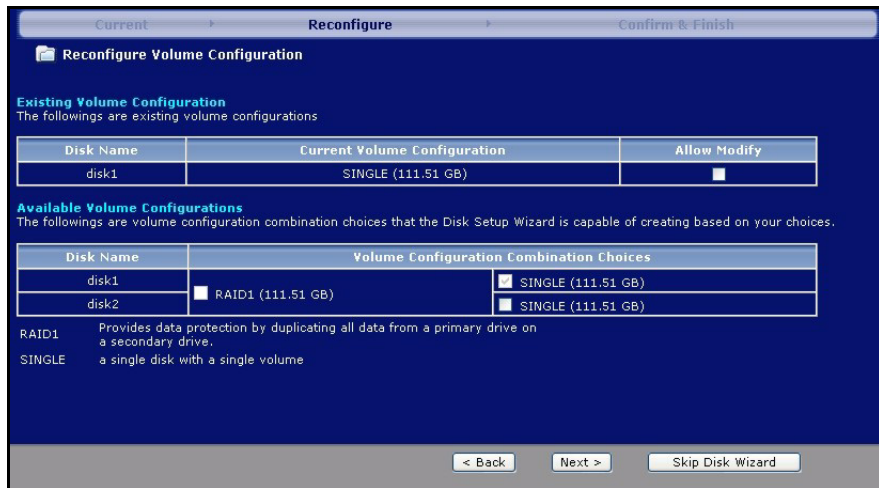 Current
Reconfigure
Confirm & Finish
Reconfigure Volume Configuration
Existing Volume Configuration
The followings are existing volume configurations
Disk Name Current Volume Configuration Allow Modify
disk1 SINGLE (111.51 GB)
Available Volume Configurations
The followings are volume configuration combination choices that the Disk Setup Wizard is capable of creating based on your choices.
Disk Name Volume Configuration Combination Choices
disk1 SINGLE (111.51 GB)
RAID1 (111.51 GB)
disk2 SINGLE (111.51 GB)
RAID1 Provides data protection by duplicating all data from a primary drive on
a secondary drive.
SINGLE a single disk with a single volume
< Back Next > Skip Disk Wizard